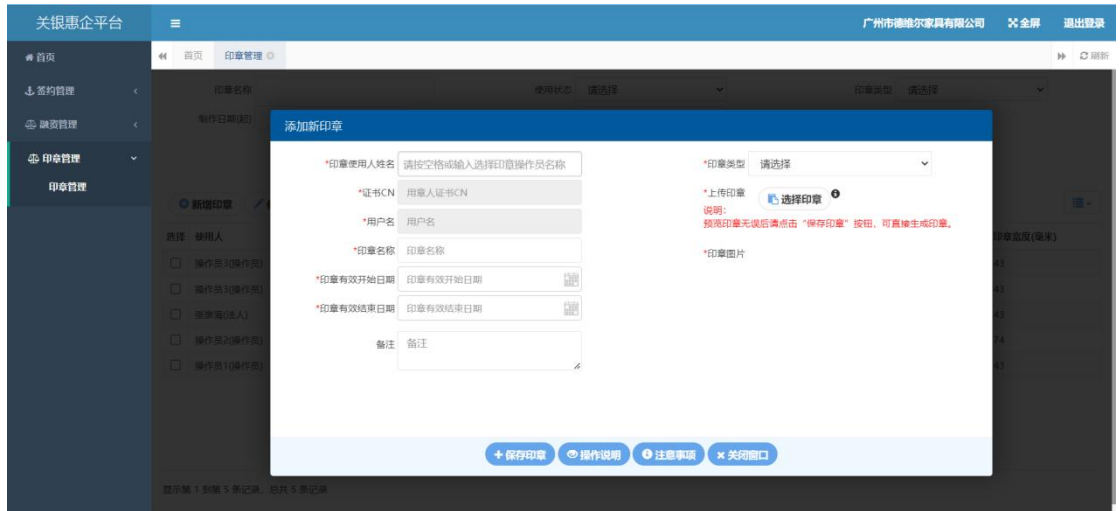 关银惠企平台
广州市德维尔家具有限公司 全屏 退出登录
首页
首页 印章管理 刷新
签约管理
印章名称 使用状态 请选择 印章类型 请选择
融资管理
制作日期(起)
添加新印章
印章管理
印章管理
*印章使用人姓名 请按空格或输入选择印章操作员名称 *印章类型 请选择
*证书CN 用章人证书CN *上传印章 选择印章
说明:
预览印章无误后请点击“保存印章”按钮，可直接生成印章。
*用户名 用户名
*印章名称 印章名称 *印章图片
*印章有效开始日期 印章有效开始日期
*印章有效结束日期 印章有效结束日期
备注 备注
新增印章
选择 使用人 印章宽度(毫米)
操作员3(操作员) 43
操作员3(操作员) 43
(法人) 43
操作员2(操作员) 74
操作员1(操作员) 43
保存印章 操作说明 注意事项 关闭窗口
显示第 1 到第 5 条记录，总共 5 条记录